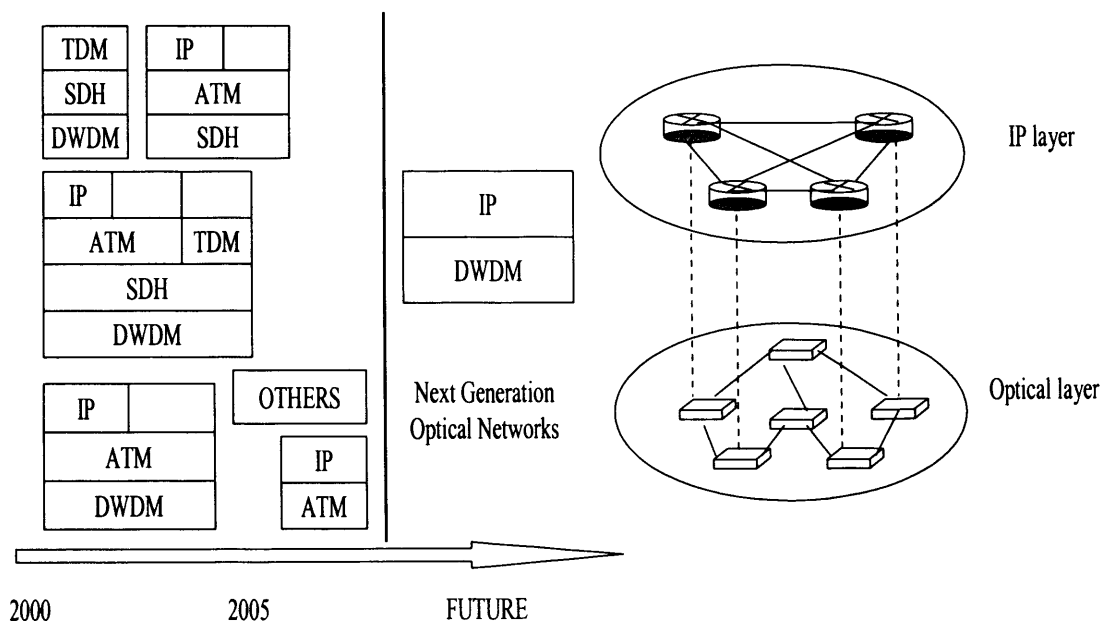 TDM
SDH
DWDM
IP
ATM
SDH
IP
ATM TDM
SDH
DWDM
IP
ATM
DWDM
OTHERS
IP
ATM
IP
DWDM
Next Generation
Optical Networks
IP layer
Optical layer
2000 2005 FUTURE